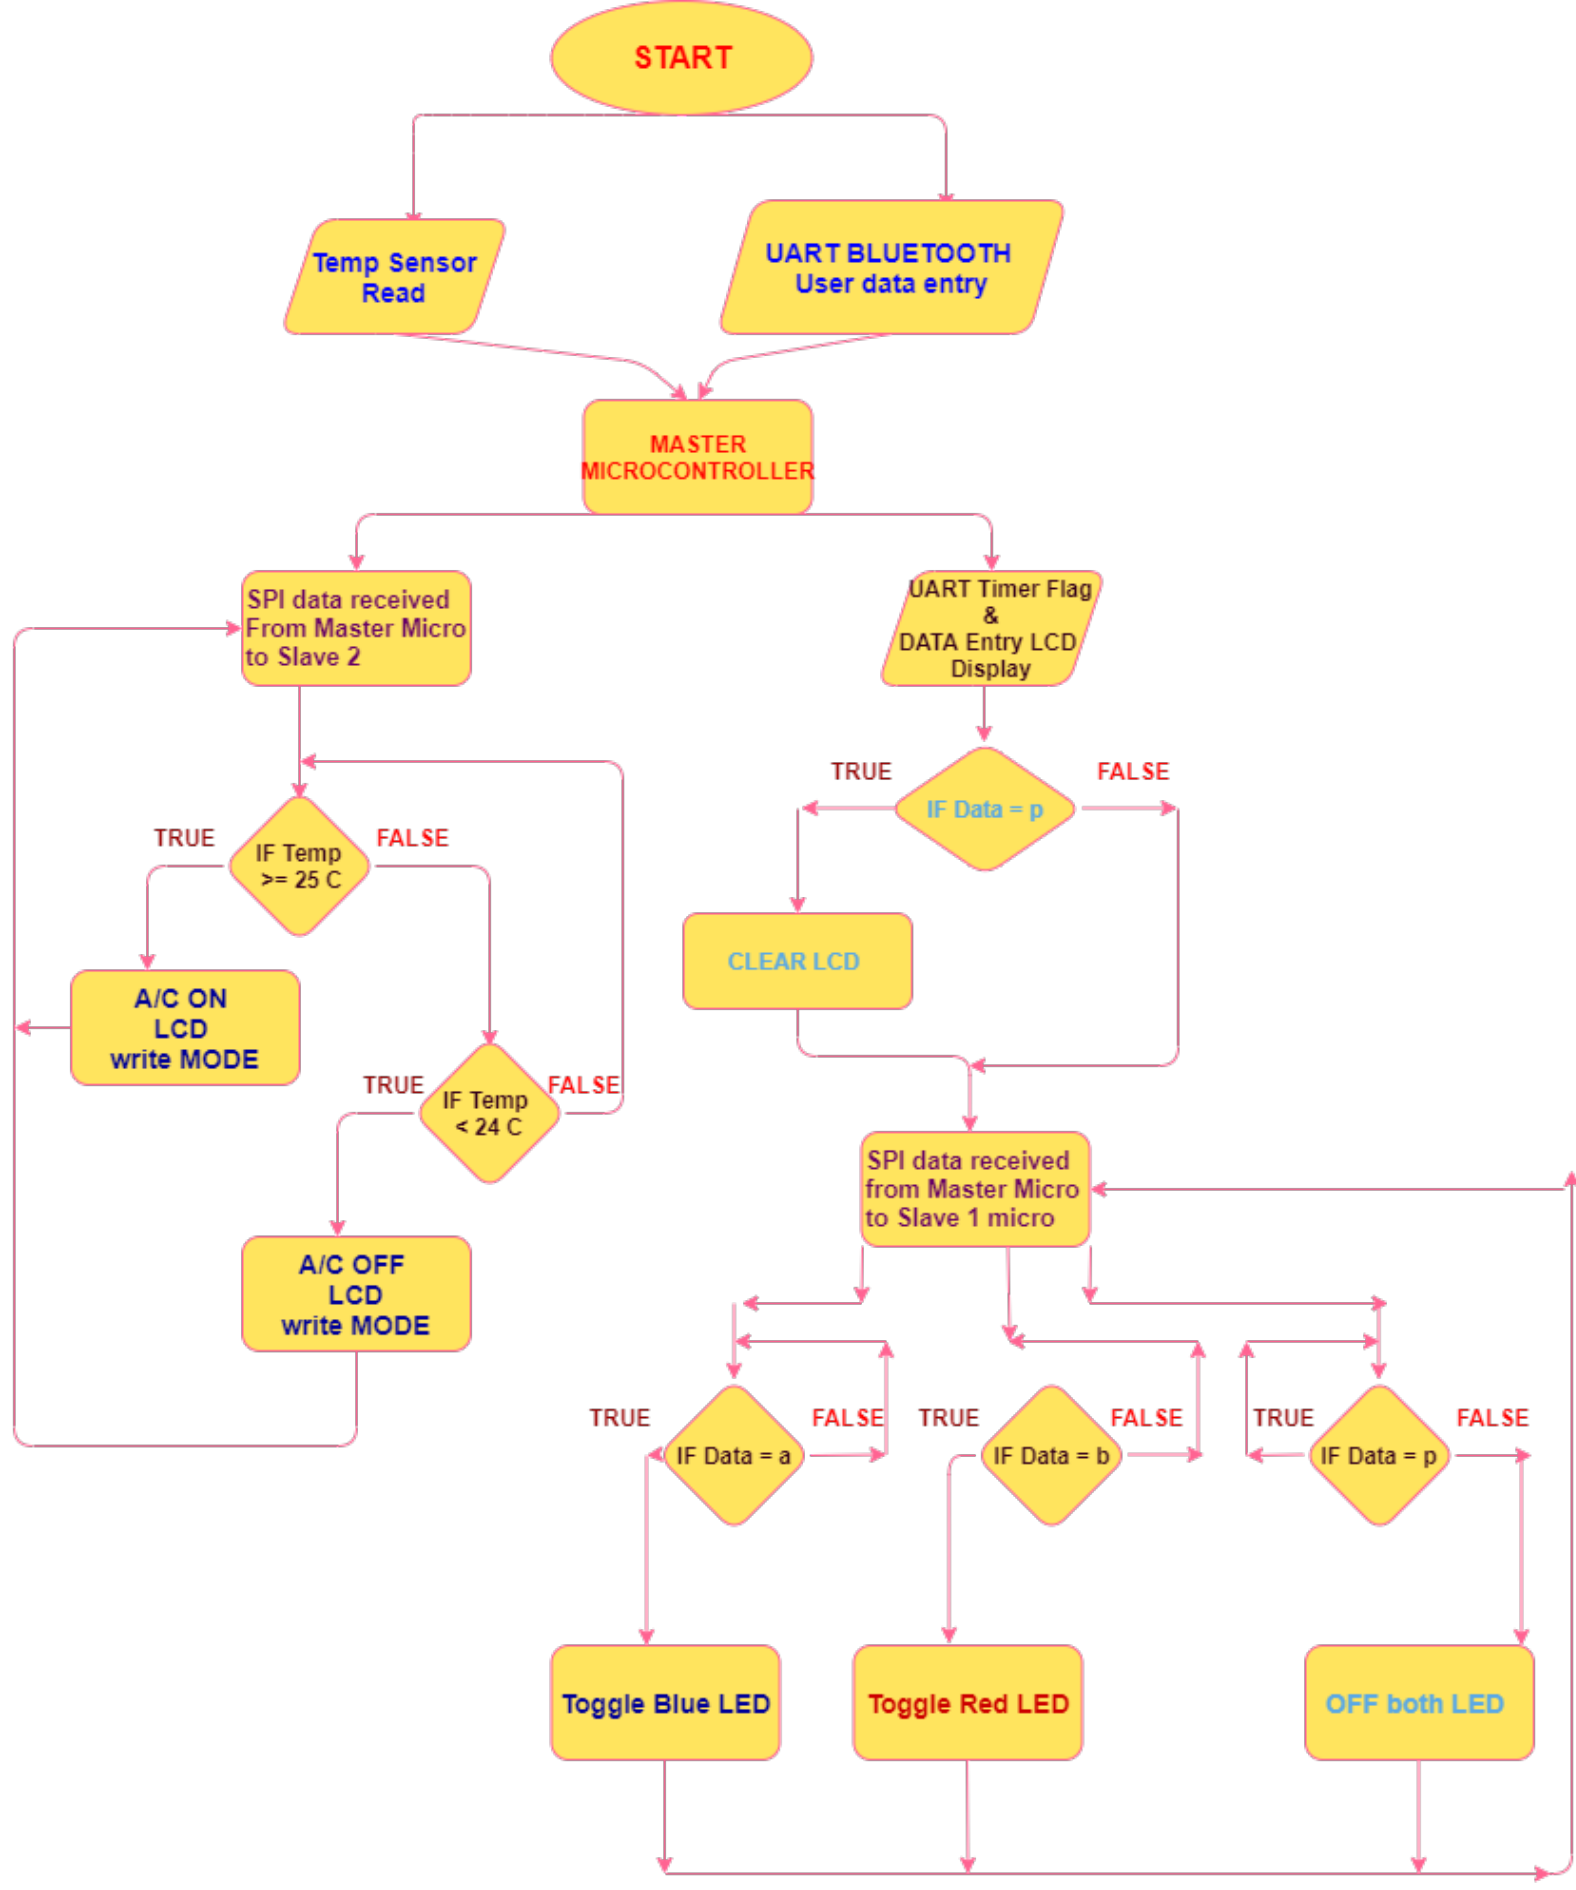 START
Temp Sensor
Read
UART BLUETOOTH
User data entry
MASTER
MICROCONTROLLER
SPI data received
From Master Micro
to Slave 2
UART Timer Flag
&
DATA Entry LCD
Display
TRUE
FALSE
IF Data = p
TRUE
FALSE
IF Temp
>= 25 C
CLEAR LCD
A/C ON
LCD
write MODE
TRUE
FALSE
IF Temp
< 24 C
SPI data received
from Master Micro
to Slave 1 micro
A/C OFF
LCD
write MODE
TRUE
FALSE
IF Data = a
TRUE
FALSE
IF Data = b
TRUE
FALSE
IF Data = p
Toggle Blue LED
Toggle Red LED
OFF both LED